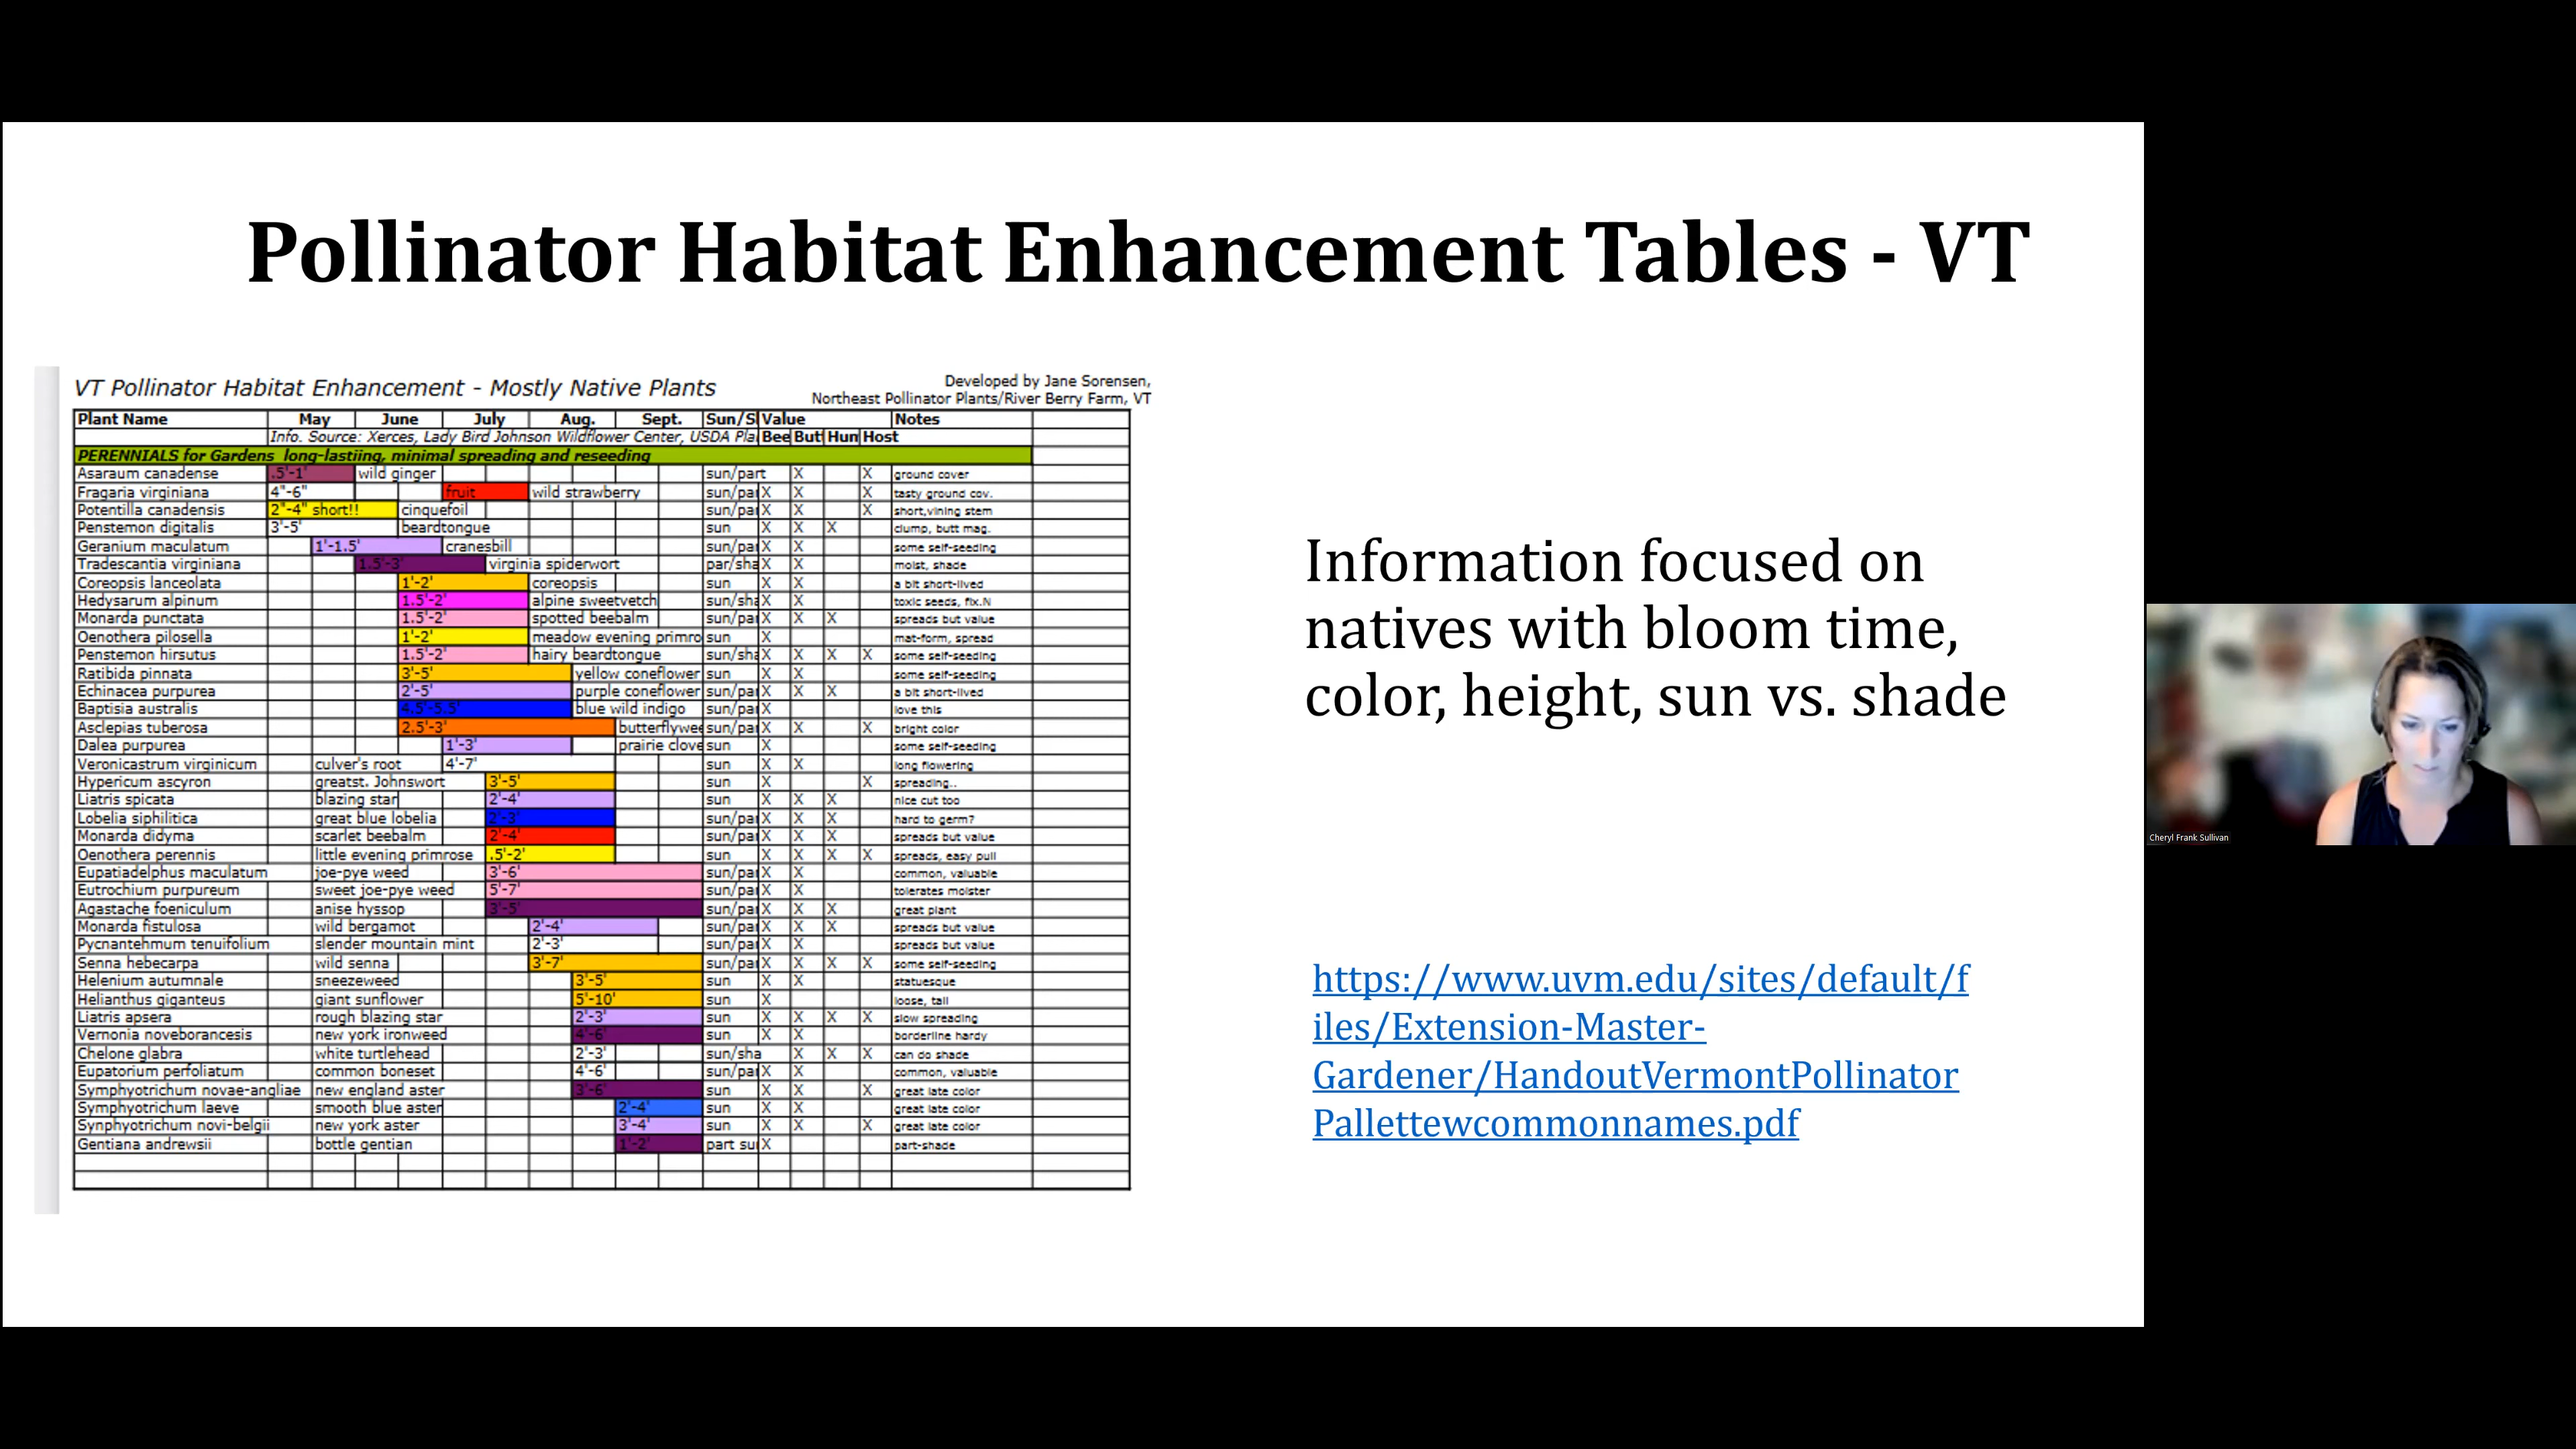 Pollinator Habitat Enhancement Tables - VT
VT Pollinator Habitat Enhancement - Mostly Native Plants
Developed by Jane Sorensen,
Northeast Pollinator Plants/River Berry Farm, VT
Plant Name May June July Aug. Sept. Sun/S Value Notes
Info. Source: Xerces, Lady Bird Johnson Wildflower Center, USDA Pla Bee But Hun Host
PERENNIALS for Gardens long-lastiing, minimal spreading and reseeding
Asaraum canadense .5'-1' wild ginger sun/part X X ground cover
Fragaria virginiana 4"-6" fruit wild strawberry sun/pa X X X tasty ground cov.
Potentilla canadensis 2"-4" short!! cinquefoil sun/pa X X X short,vining stem
Penstemon digitalis 3'-5' beardtongue sun X X X clump, butt mag.
Geranium maculatum 1'-1.5' cranesbill sun/pa X X some self-seeding
Tradescantia virginiana 1.5'-3' virginia spiderwort par/sha X X moist, shade
Coreopsis lanceolata 1'-2' coreopsis sun X X a bit short-lived
Hedysarum alpinum 1.5'-2' alpine sweetvetch sun/sha X X toxic seeds, fix.N
Monarda punctata 1.5'-2' spotted beebalm sun/pa X X X spreads but value
Oenothera pilosella 1'-2' meadow evening primro sun X mat-form, spread
Penstemon hirsutus 1.5'-2' hairy beardtongue sun/sha X X X X some self-seeding
Ratibida pinnata 3'-5' yellow coneflower sun X X some self-seeding
Echinacea purpurea 2'-5' purple coneflower sun/pa X X X a bit short-lived
Baptisia australis 4.5'-5.5' blue wild indigo sun/pa X love this
Asclepias tuberosa 2.5'-3' butterflywee sun/pa X X X bright color
Dalea purpurea 1'-3' prairie clove sun X some self-seeding
Veronicastrum virginicum culver's root 4'-7' sun X X long flowering
Hypericum ascyron greatst. Johnswort 3'-5' sun X X spreading..
Liatris spicata blazing star 2'-4' sun X X X nice cut too
Lobelia siphilitica great blue lobelia 2'-3' sun/pa X X X hard to germ?
Monarda didyma scarlet beebalm 2'-4' sun/pa X X X spreads but value
Oenothera perennis little evening primrose .5'-2' sun X X X X spreads, easy pull
Eupatiadelphus maculatum joe-pye weed 3'-6' sun/pa X X common, valuable
Eutrochium purpureum sweet joe-pye weed 5'-7' sun/pa X X tolerates moister
Agastache foeniculum anise hyssop 3'-5' sun/pa X X X great plant
Monarda fistulosa wild bergamot 2'-4' sun/pa X X X spreads but value
Pycnantehmum tenuifolium slender mountain mint 2'-3' sun/pa X X spreads but value
Senna hebecarpa wild senna 3'-7' sun/pa X X X X some self-seeding
Helenium autumnale sneezeweed 3'-5' sun X X statuesque
Helianthus giganteus giant sunflower 5'-10' sun X loose, tall
Liatris apsera rough blazing star 2'-3' sun X X X X slow spreading
Vernonia noveborancesis new york ironweed 4'-6' sun X X borderline hardy
Chelone glabra white turtlehead 2'-3' sun/sha X X X can do shade
Eupatorium perfoliatum common boneset 4'-6' sun/pa X X common, valuable
Symphyotrichum novae-angliae new england aster 3'-6' sun X X X great late color
Symphyotrichum laeve smooth blue aster 2'-4' sun X X great late color
Synphyotrichum novi-belgii new york aster 3'-4' sun X X X great late color
Gentiana andrewsii bottle gentian 1'-2' part su X part-shade
Information focused on
natives with bloom time,
color, height, sun vs. shade
https://www.uvm.edu/sites/default/f
iles/Extension-Master-
Gardener/HandoutVermontPollinator
Pallettewcommonnames.pdf
Cheryl Frank Sullivan